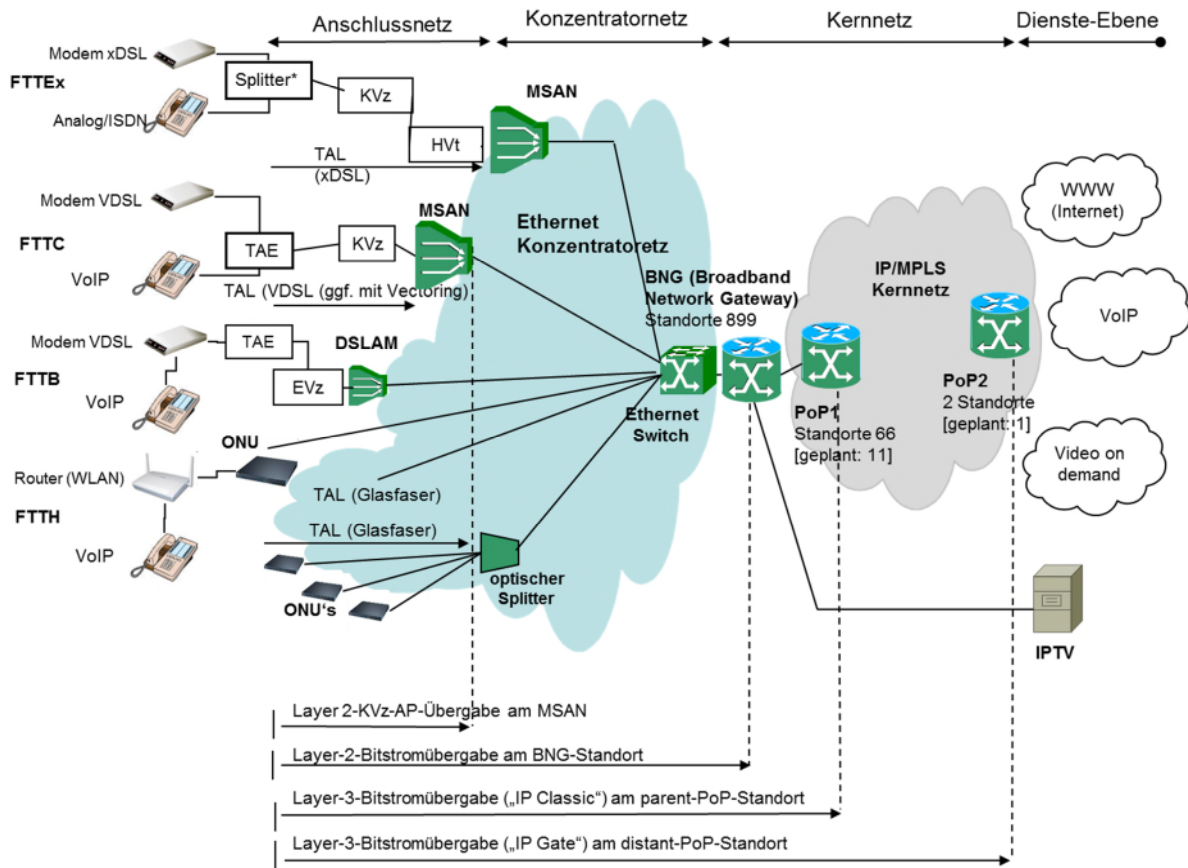 Anschlussnetz
Konzentratornetz
Kernnetz
Dienste-Ebene
Modem xDSL
FTTEx
Analog/ISDN
Splitter*
KVz
HVt
MSAN
TAL
(xDSL)
Modem VDSL
FTTC
VoIP
TAE
KVz
MSAN
TAL (VDSL (ggf. mit Vectoring)
Ethernet
Konzentratoretz
Modem VDSL
FTTB
VoIP
TAE
EVz
DSLAM
ONU
Router (WLAN)
FTTH
VoIP
TAL (Glasfaser)
TAL (Glasfaser)
ONU's
optischer
Splitter
Ethernet
Switch
BNG (Broadband
Network Gateway)
Standorte 899
IP/MPLS
Kernnetz
PoP1
Standorte 66
[geplant: 11]
PoP2
2 Standorte
[geplant: 1]
WWW
(Internet)
VoIP
Video on
demand
IPTV
Layer 2-KVz-AP-Übergabe am MSAN
Layer-2-Bitstromübergabe am BNG-Standort
Layer-3-Bitstromübergabe („IP Classic“) am parent-PoP-Standort
Layer-3-Bitstromübergabe („IP Gate“) am distant-PoP-Standort